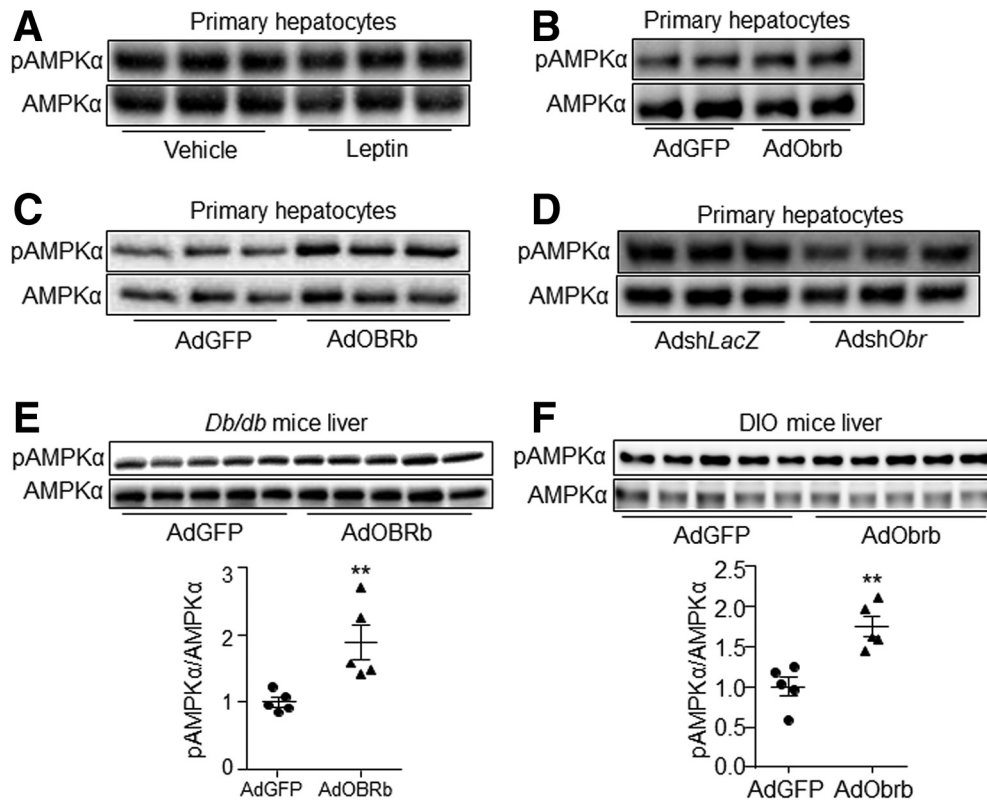 A
Primary hepatocytes
pAMPKα
AMPKα
Vehicle Leptin
B
Primary hepatocytes
pAMPKα
AMPKα
AdGFP AdObrb
C
Primary hepatocytes
pAMPKα
AMPKα
AdGFP AdOBRb
D
Primary hepatocytes
pAMPKα
AMPKα
AdshLacZ AdshObr
E
Db/db mice liver
pAMPKα
AMPKα
AdGFP AdOBRb
pAMPKα/AMPKα
3
2
1
0
**
AdGFP AdOBRb
F
DIO mice liver
pAMPKα
AMPKα
AdGFP AdObrb
pAMPKα/AMPKα
2.5
2.0
1.5
1.0
0.5
0.0
**
AdGFP AdObrb